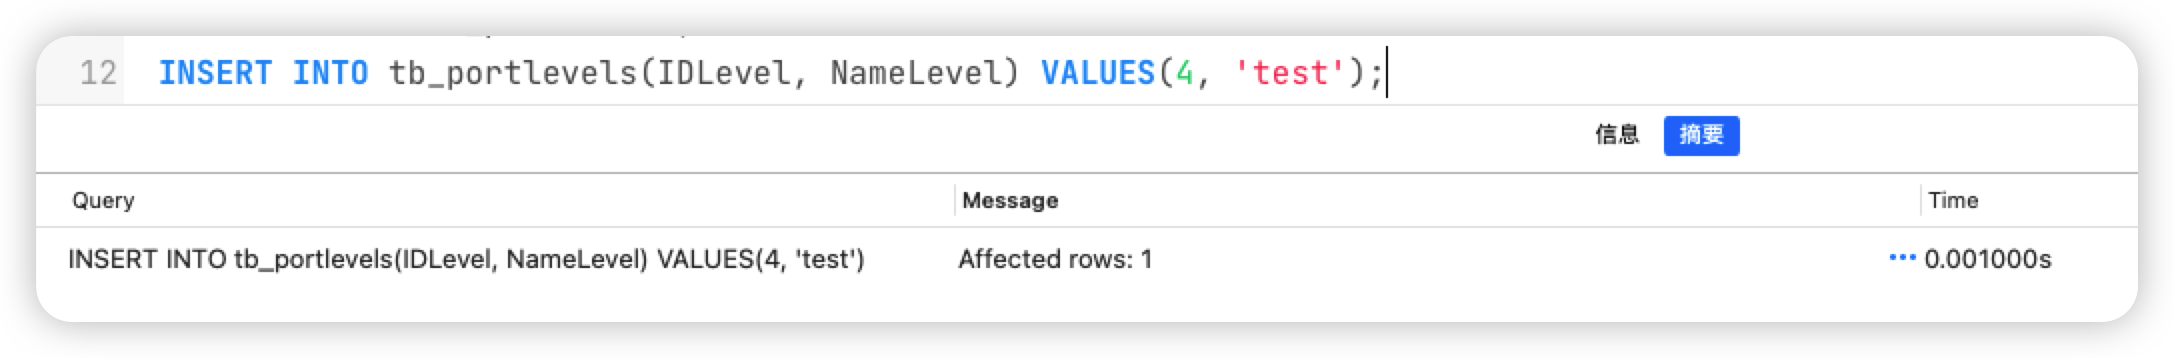 12 INSERT INTO tb_portlevels(IDLevel, NameLevel) VALUES(4, 'test');
信息 摘要
Query Message Time
INSERT INTO tb_portlevels(IDLevel, NameLevel) VALUES(4, 'test') Affected rows: 1 ••• 0.001000s